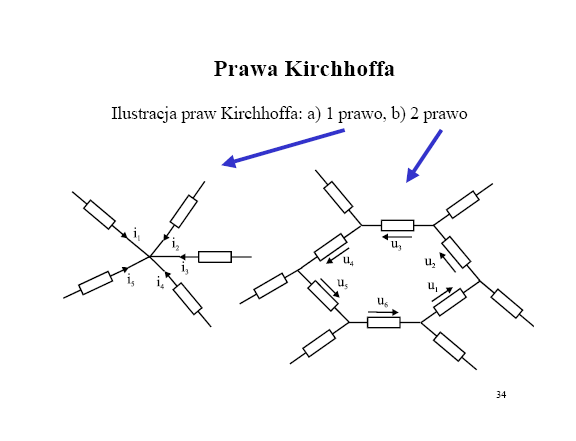 Prawa Kirchhoffa
Ilustracja praw Kirchhoffa: a) 1 prawo, b) 2 prawo
i1
i2
i3
i4
i5
u3
u4
u2
u5
u1
u6
34